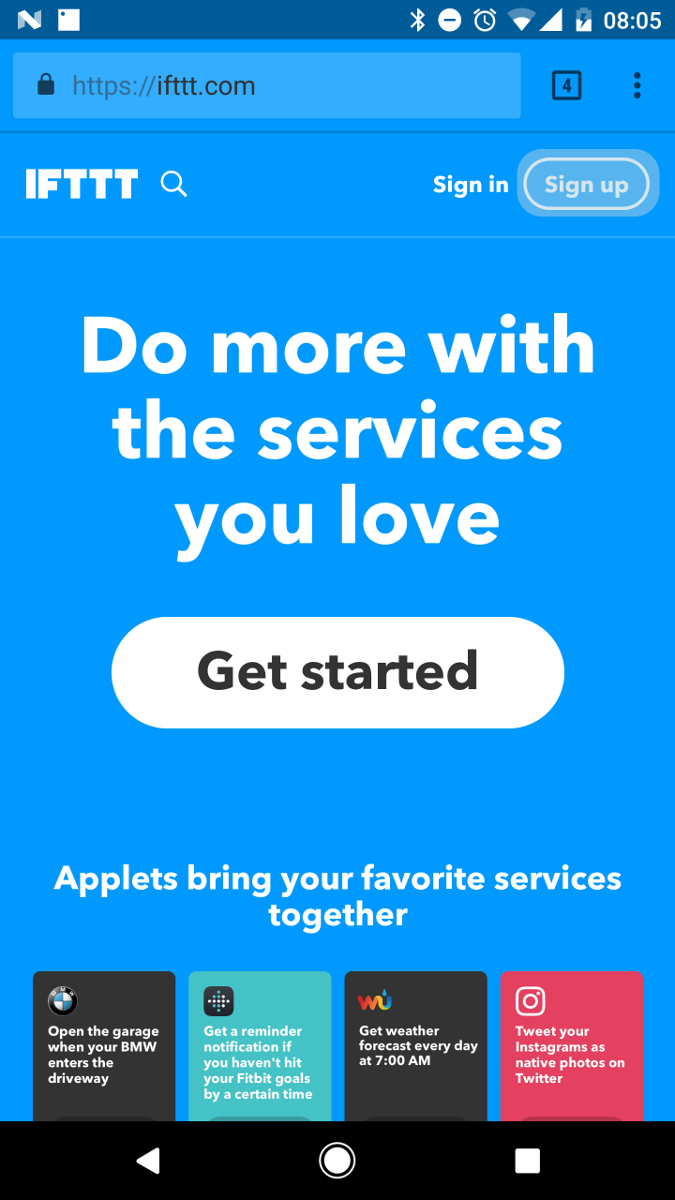 08:05
https://ifttt.com
4
IFTTT
Sign in
Sign up
Do more with
the services
you love
Get started
Applets bring your favorite services
together
Open the garage
when your BMW
enters the
driveway
Get a reminder
notification if
you haven't hit
your Fitbit goals
by a certain time
Get weather
forecast every day
at 7:00 AM
Tweet your
Instagrams as
native photos on
Twitter